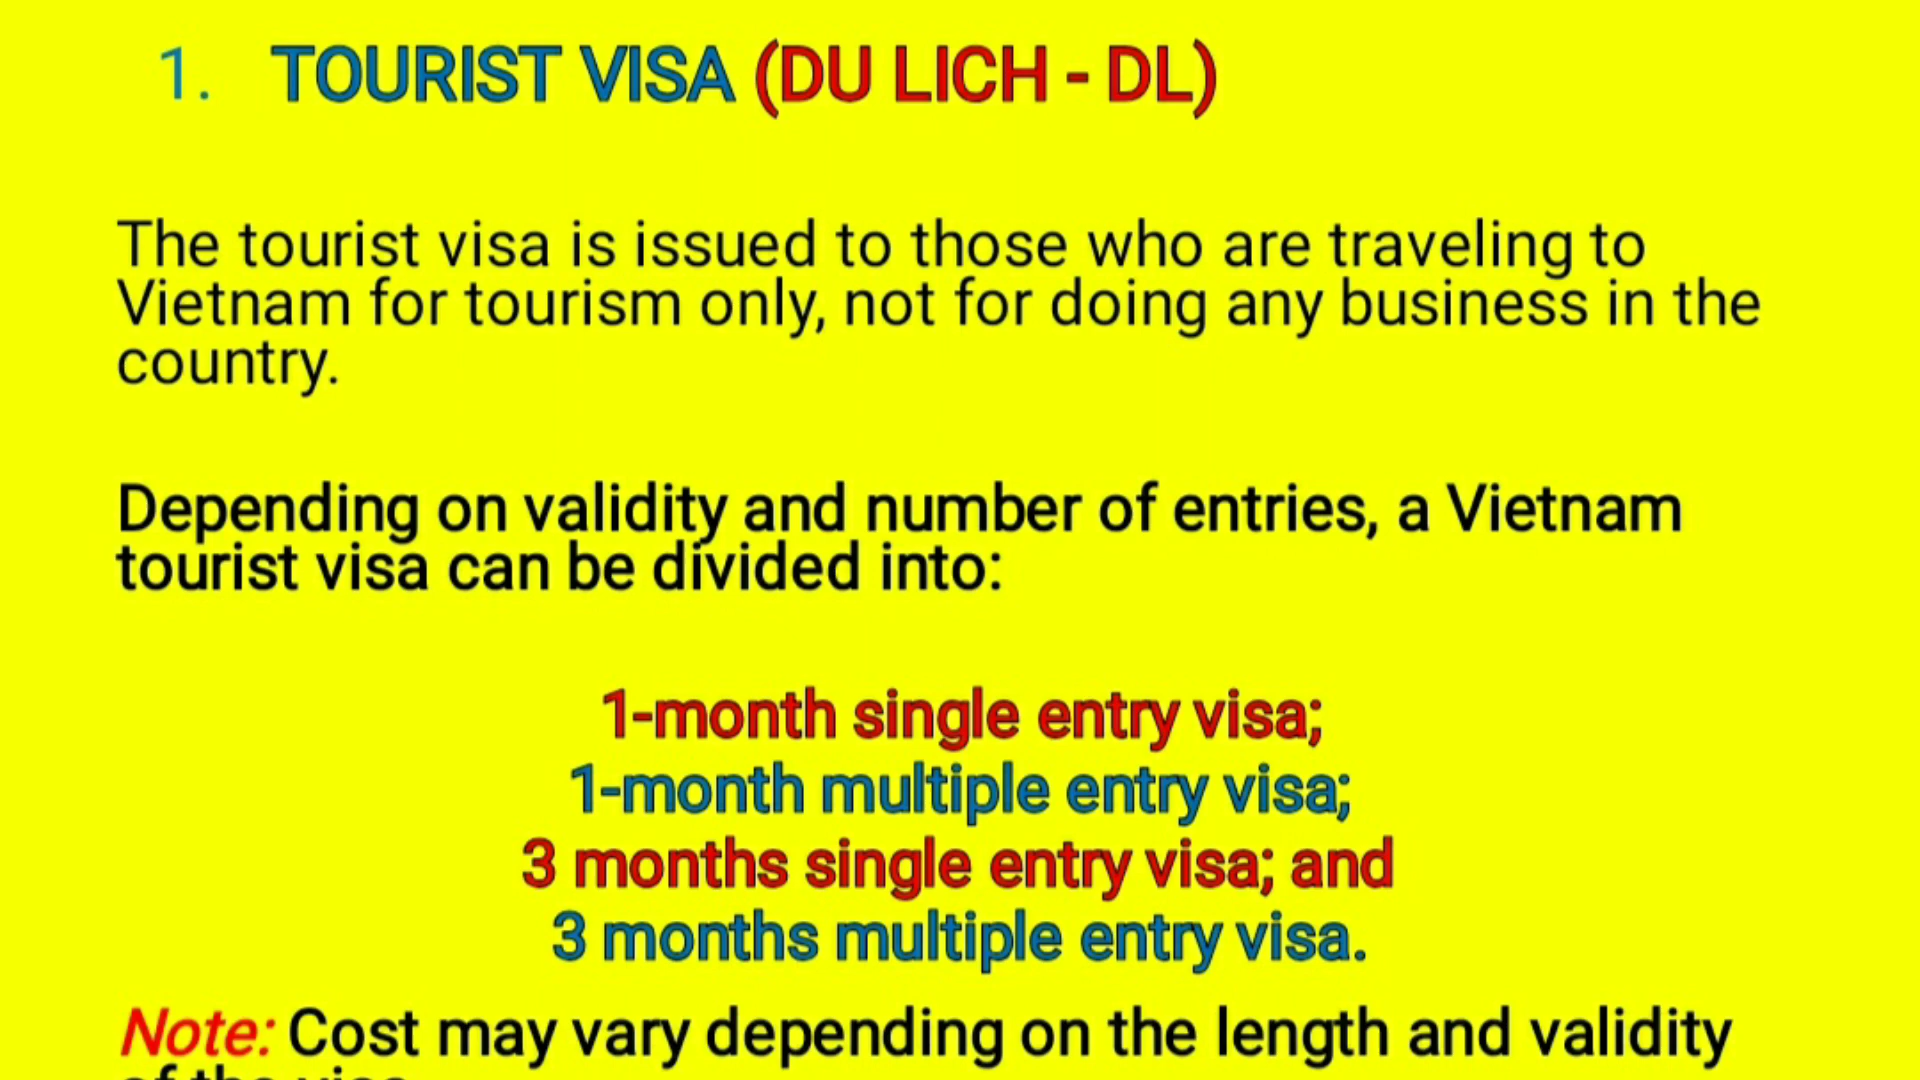 1. TOURIST VISA (DU LICH - DL)
The tourist visa is issued to those who are traveling to
Vietnam for tourism only, not for doing any business in the
country.
Depending on validity and number of entries, a Vietnam
tourist visa can be divided into:
1-month single entry visa;
1-month multiple entry visa;
3 months single entry visa; and
3 months multiple entry visa.
Note: Cost may vary depending on the length and validity
of the visa